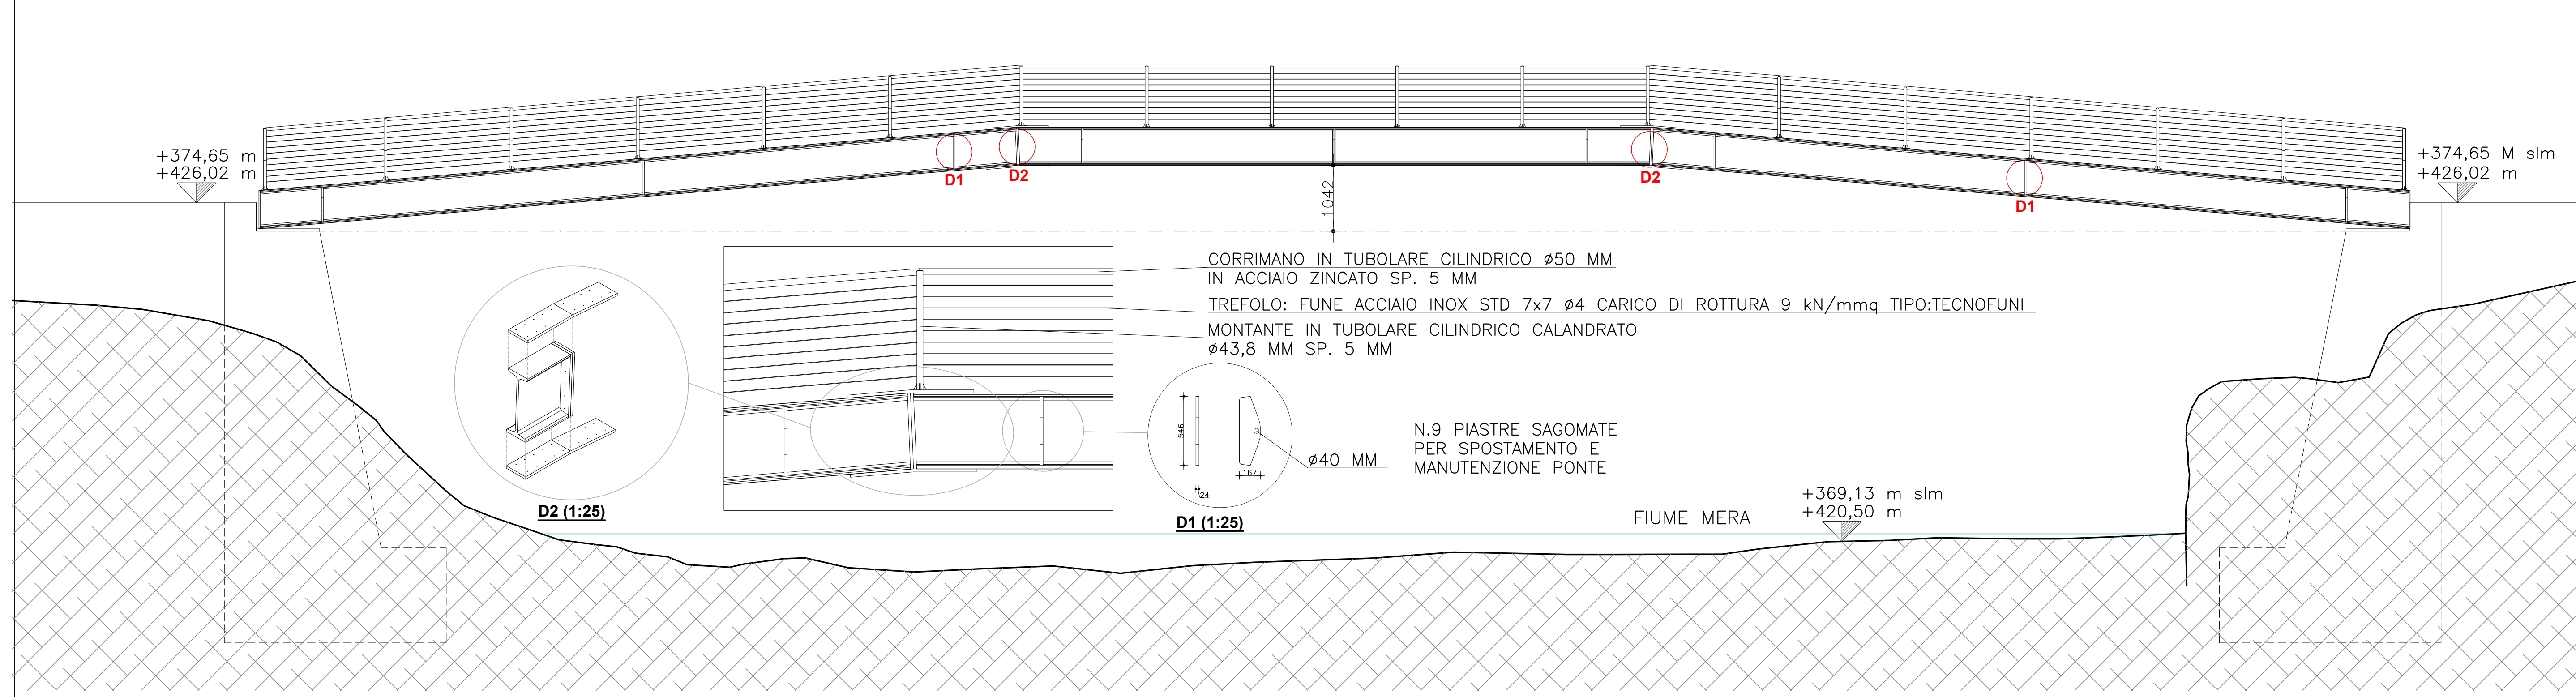 +374,65 m
+426,02 m
+374,65 M slm
+426,02 m
D1
D2
D2
D1
1042
CORRIMANO IN TUBOLARE CILINDRICO ø50 MM
IN ACCIAIO ZINCATO SP. 5 MM
TREFOLO: FUNE ACCIAIO INOX STD 7x7 ø4 CARICO DI ROTTURA 9 kN/mmq TIPO:TECNOFUNI
MONTANTE IN TUBOLARE CILINDRICO CALANDRATO
ø43,8 MM SP. 5 MM
546
167
24
ø40 MM
N.9 PIASTRE SAGOMATE
PER SPOSTAMENTO E
MANUTENZIONE PONTE
D2 (1:25)
D1 (1:25)
FIUME MERA
+369,13 m slm
+420,50 m